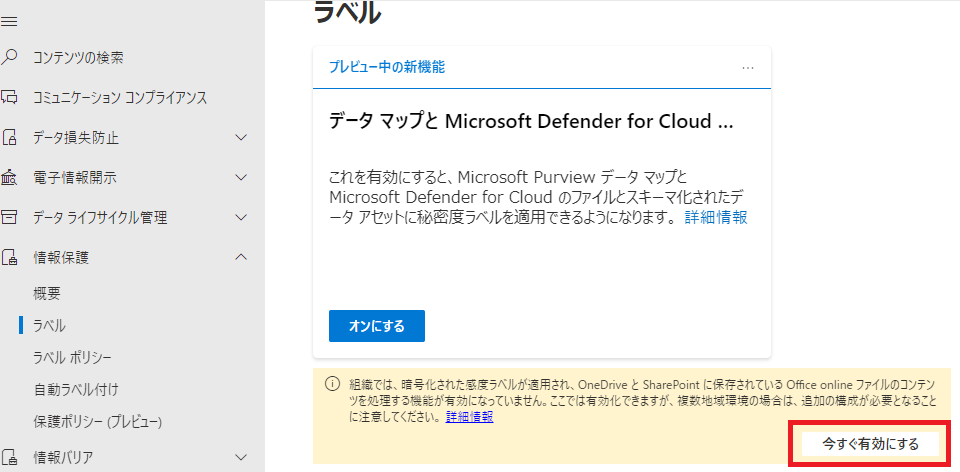 ラベル
コンテンツの検索
コミュニケーション コンプライアンス
データ損失防止
電子情報開示
データ ライフサイクル管理
情報保護
概要
ラベル
ラベル ポリシー
自動ラベル付け
保護ポリシー (プレビュー)
情報バリア
プレビュー中の新機能
…
データ マップと Microsoft Defender for Cloud ...
これを有効にすると、Microsoft Purview データ マップと
Microsoft Defender for Cloud のファイルとスキーマ化されたデ
ータ アセットに秘密度ラベルを適用できるようになります。 詳細情報
オンにする
組織では、暗号化された感度ラベルが適用され、OneDrive と SharePoint に保存されている Office online ファイルのコンテン
ツを処理する機能が有効になっていません。ここでは有効化できますが、複数地域環境の場合は、追加の構成が必要となること
に注意してください。 詳細情報
今すぐ有効にする